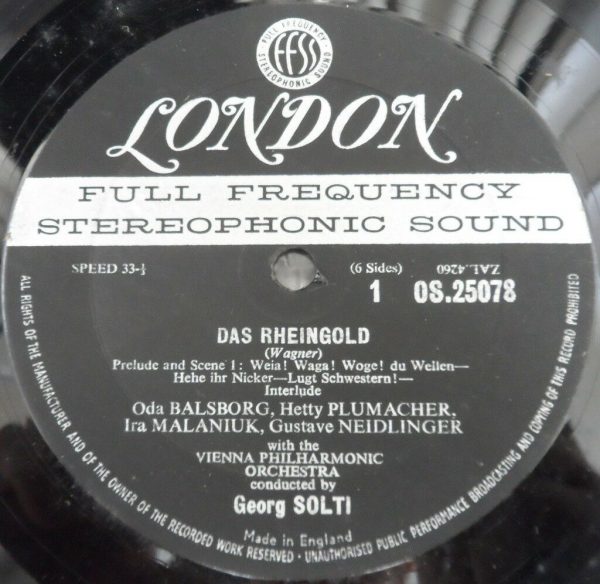 FULL FREQUENCY · STEREOPHONIC SOUND ·
FFSS
LONDON
FULL FREQUENCY
STEREOPHONIC SOUND
SPEED 33-⅓
(6 Sides)
ZAL.4260
1 OS.25078
DAS RHEINGOLD
(Wagner)
Prelude and Scene 1: Weia! Waga! Woge! du Wellen—
Hehe ihr Nicker—Lugt Schwestern!—
Interlude
Oda BALSBORG, Hetty PLUMACHER,
Ira MALANIUK, Gustave NEIDLINGER
with the
VIENNA PHILHARMONIC
ORCHESTRA
conducted by
Georg SOLTI
Made in England
ALL RIGHTS OF THE MANUFACTURER AND OF THE OWNER OF THE RECORDED WORK RESERVED · UNAUTHORISED PUBLIC PERFORMANCE BROADCASTING AND COPYING OF THIS RECORD PROHIBITED